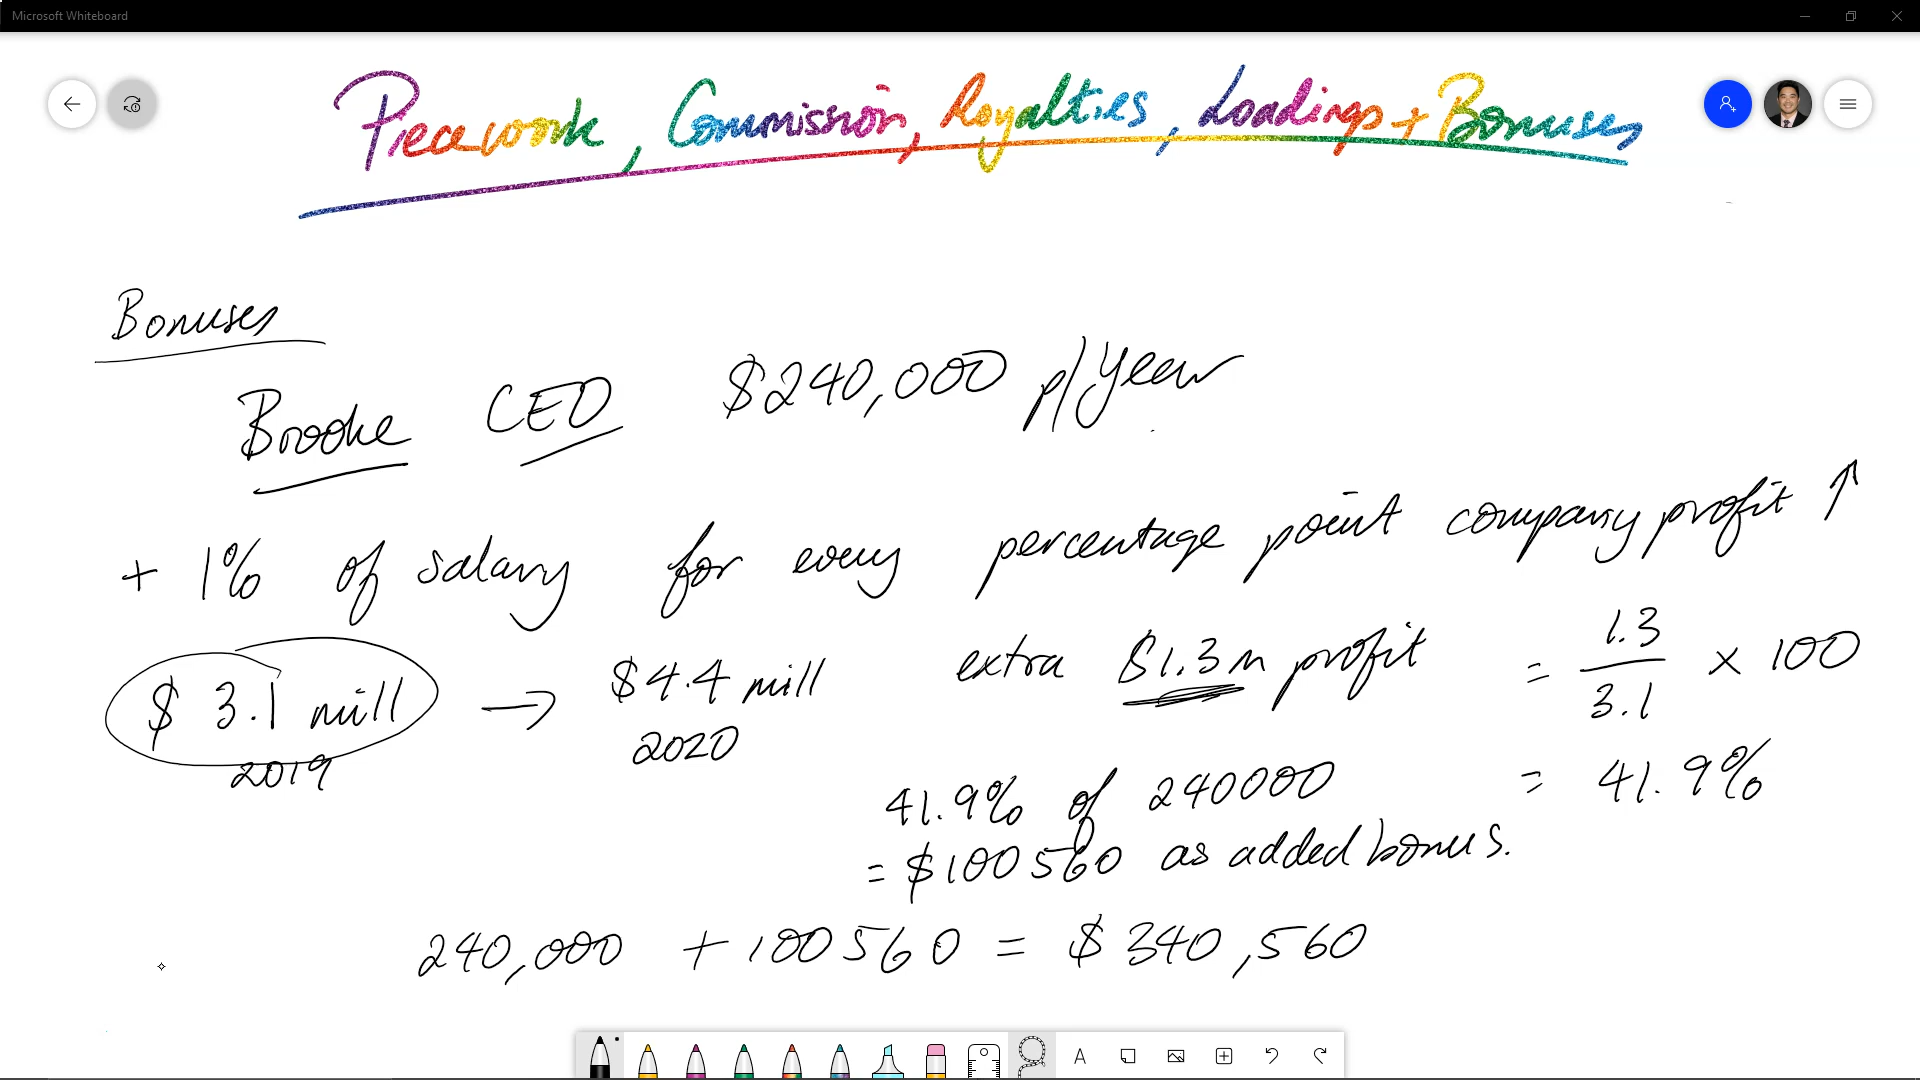 Microsoft Whiteboard
Piecework, Commission, Royalties, Loadings + Bonuses
Bonuses
Brooke CEO $240,000 p/year
+ 1% of salary for every percentage point company profit ↑
$ 3.1 mill → $4.4 mill extra $1.3m profit = 1.3/3.1 × 100
2019 2020
41.9% of 240000 = 41.9%
= $100560 as added bonus.
240,000 + 100560 = $340,560
A